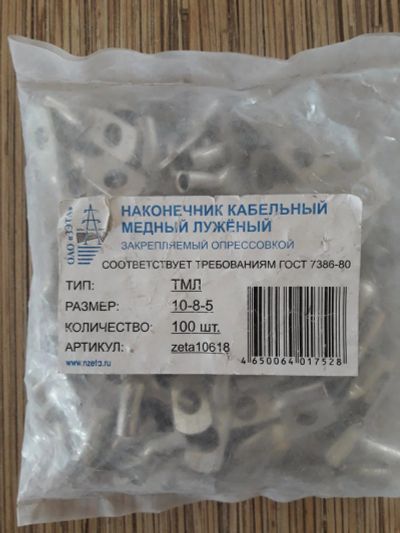 НАКОНЕЧНИК КАБЕЛЬНЫЙ
МЕДНЫЙ ЛУЖЁНЫЙ
ЗАКРЕПЛЯЕМЫЙ ОПРЕССОВКОЙ
СООТВЕТСТВУЕТ ТРЕБОВАНИЯМ ГОСТ 7386-80
ТИП: ТМЛ
РАЗМЕР: 10-8-5
КОЛИЧЕСТВО: 100 шт.
АРТИКУЛ: zeta10618
www.nzeta.ru
4 650064 017528